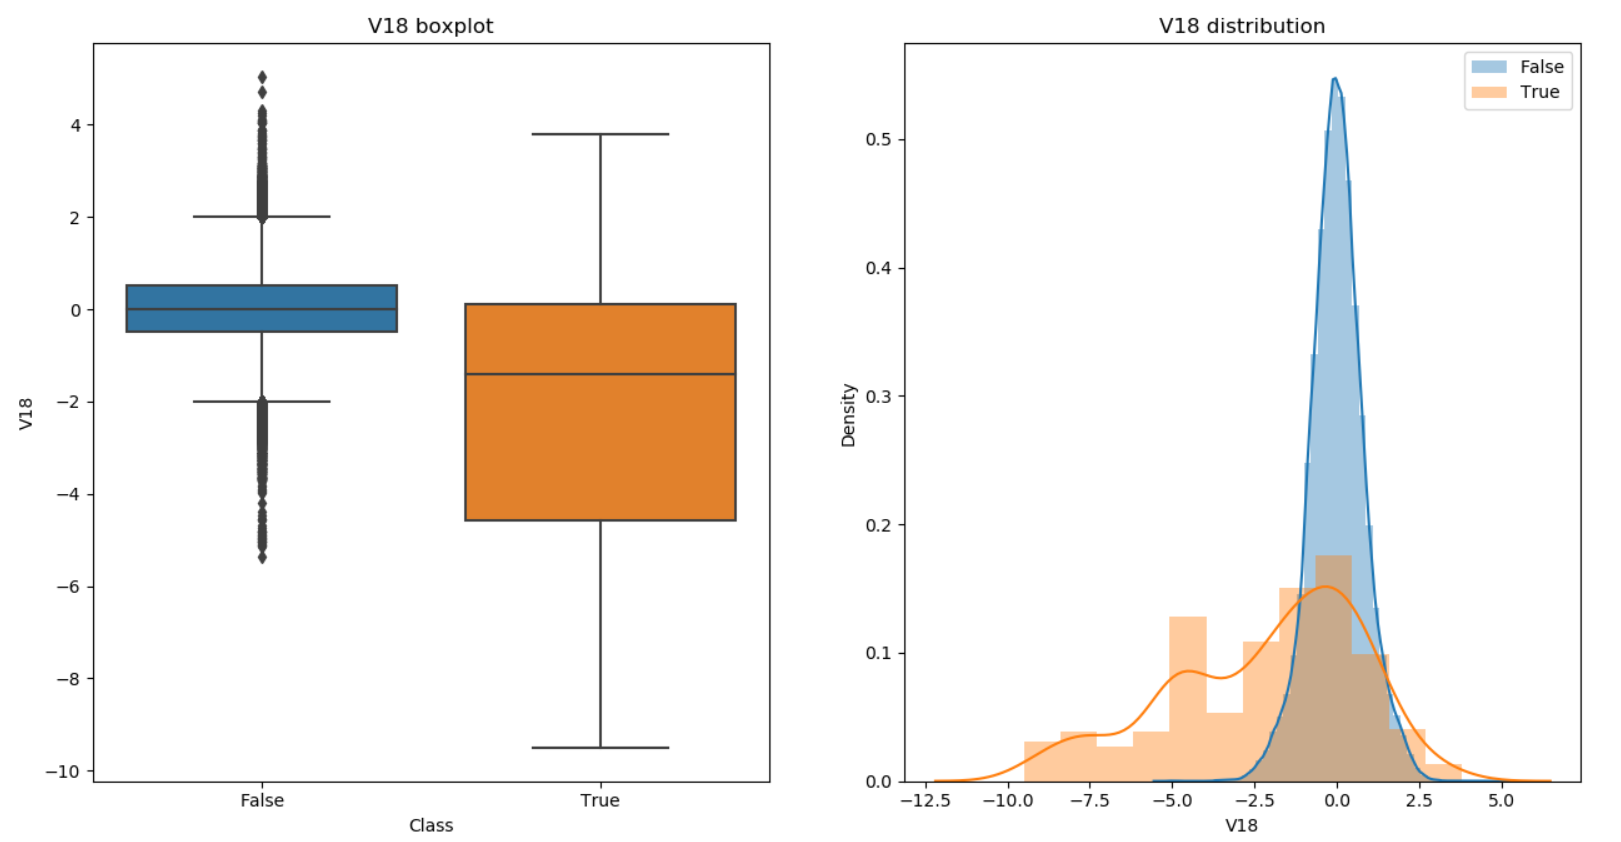 V18 boxplot
4
2
0
−2
−4
−6
−8
−10
V18
False
True
Class
V18 distribution
False
True
0.5
0.4
0.3
0.2
0.1
0.0
Density
−12.5
−10.0
−7.5
−5.0
−2.5
0.0
2.5
5.0
V18